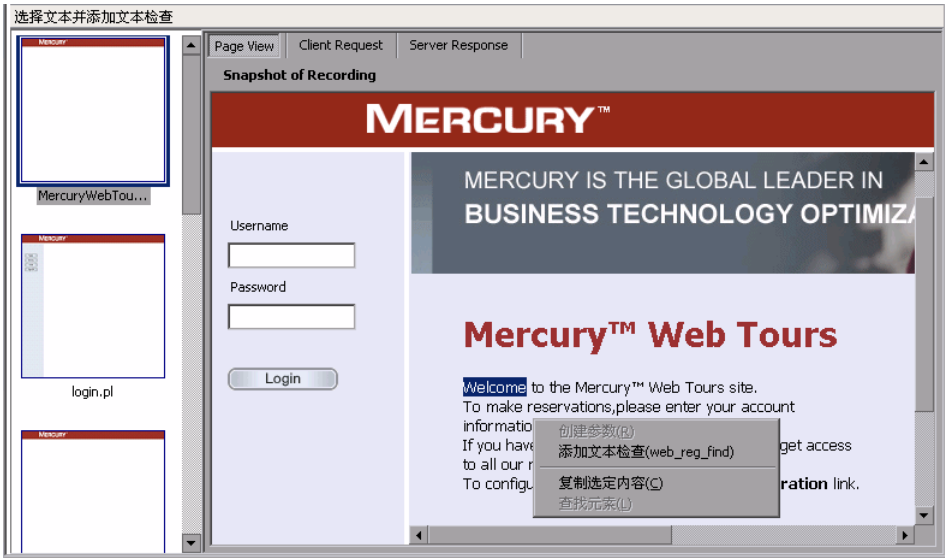 选择文本并添加文本检查
MERCURY
MercuryWebTou...
MERCURY
login.pl
MERCURY
Page View
Client Request
Server Response
Snapshot of Recording
MERCURY™
Username
Password
Login
MERCURY IS THE GLOBAL LEADER IN
BUSINESS TECHNOLOGY OPTIMIZA
Mercury™ Web Tours
Welcome to the Mercury™ Web Tours site.
To make reservations,please enter your account
informatio
If you have get access
to all our r
To configu ration link.
创建参数(R)
添加文本检查(web_reg_find)
复制选定内容(C)
查找元素(L)